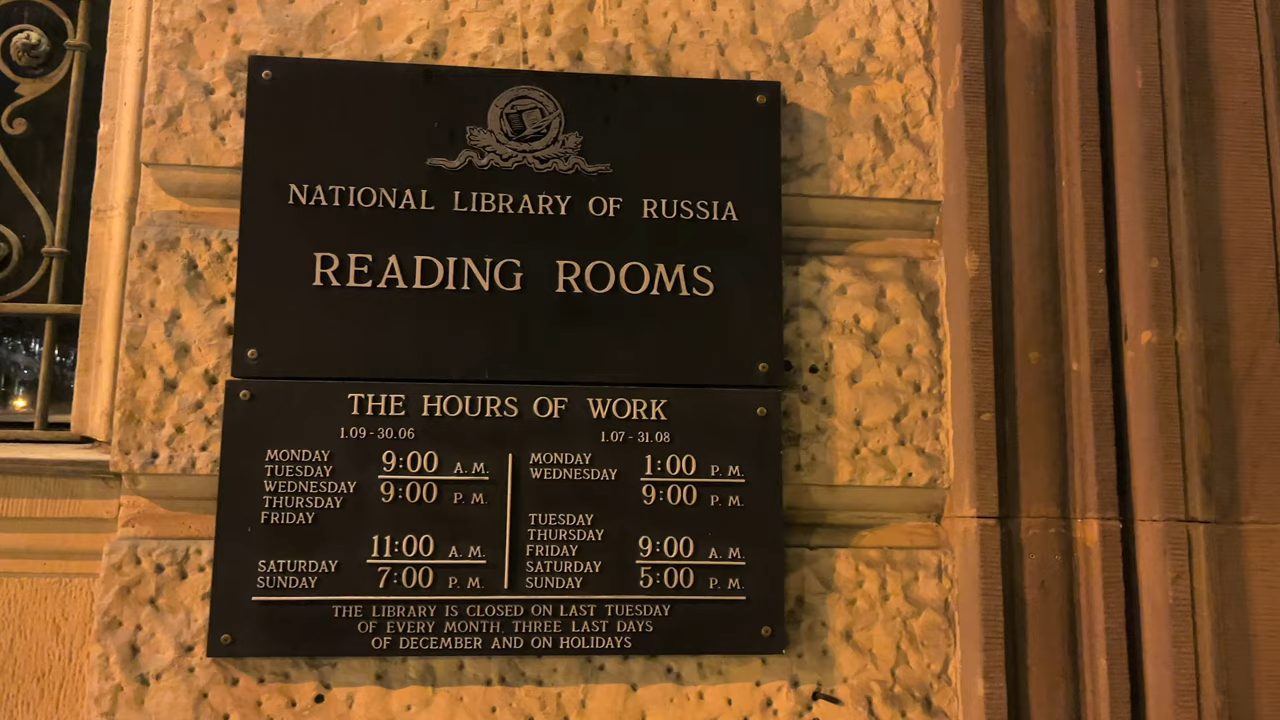 NATIONAL LIBRARY OF RUSSIA
READING ROOMS
THE HOURS OF WORK
1.09 - 30.06
MONDAY
TUESDAY
WEDNESDAY
THURSDAY
FRIDAY
9:00 A.M.
9:00 P.M.
SATURDAY
SUNDAY
11:00 A.M.
7:00 P.M.
1.07 - 31.08
MONDAY
WEDNESDAY
1:00 P.M.
9:00 P.M.
TUESDAY
THURSDAY
FRIDAY
SATURDAY
SUNDAY
9:00 A.M.
5:00 P.M.
THE LIBRARY IS CLOSED ON LAST TUESDAY
OF EVERY MONTH, THREE LAST DAYS
OF DECEMBER AND ON HOLIDAYS